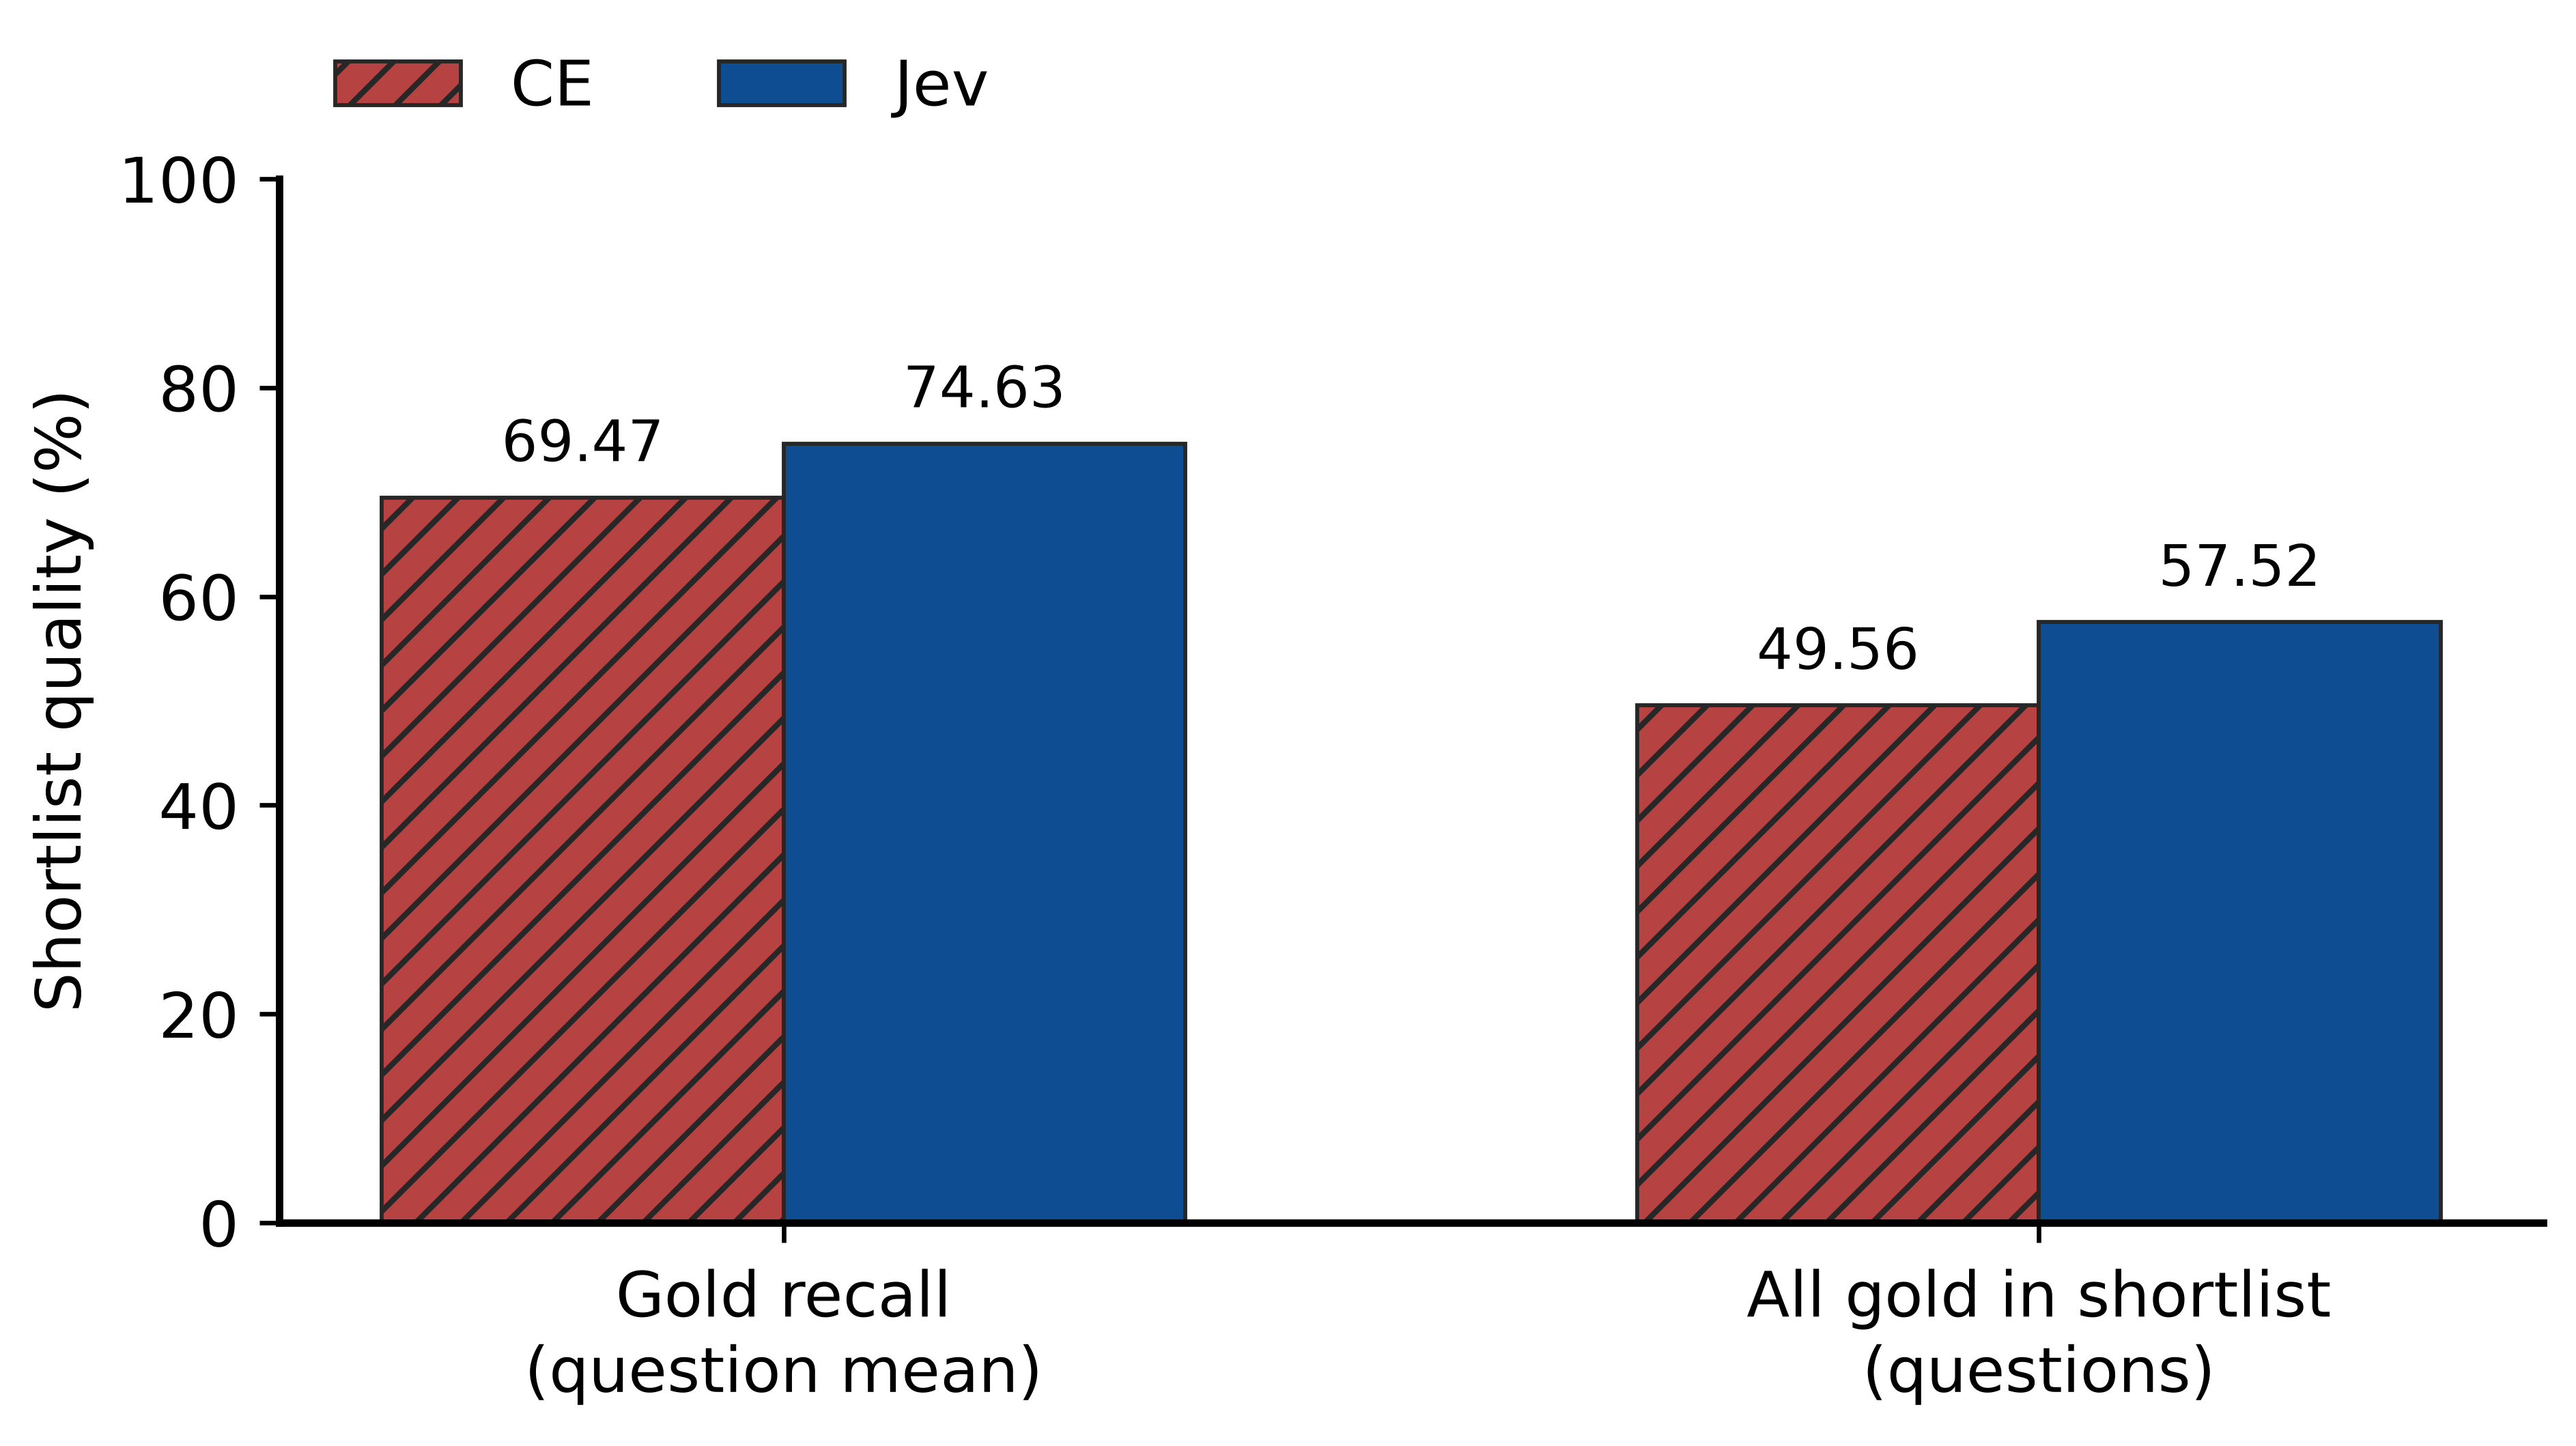 CE
Jev
100
80
60
40
20
0
Shortlist quality (%)
69.47
74.63
49.56
57.52
Gold recall
(question mean)
All gold in shortlist
(questions)